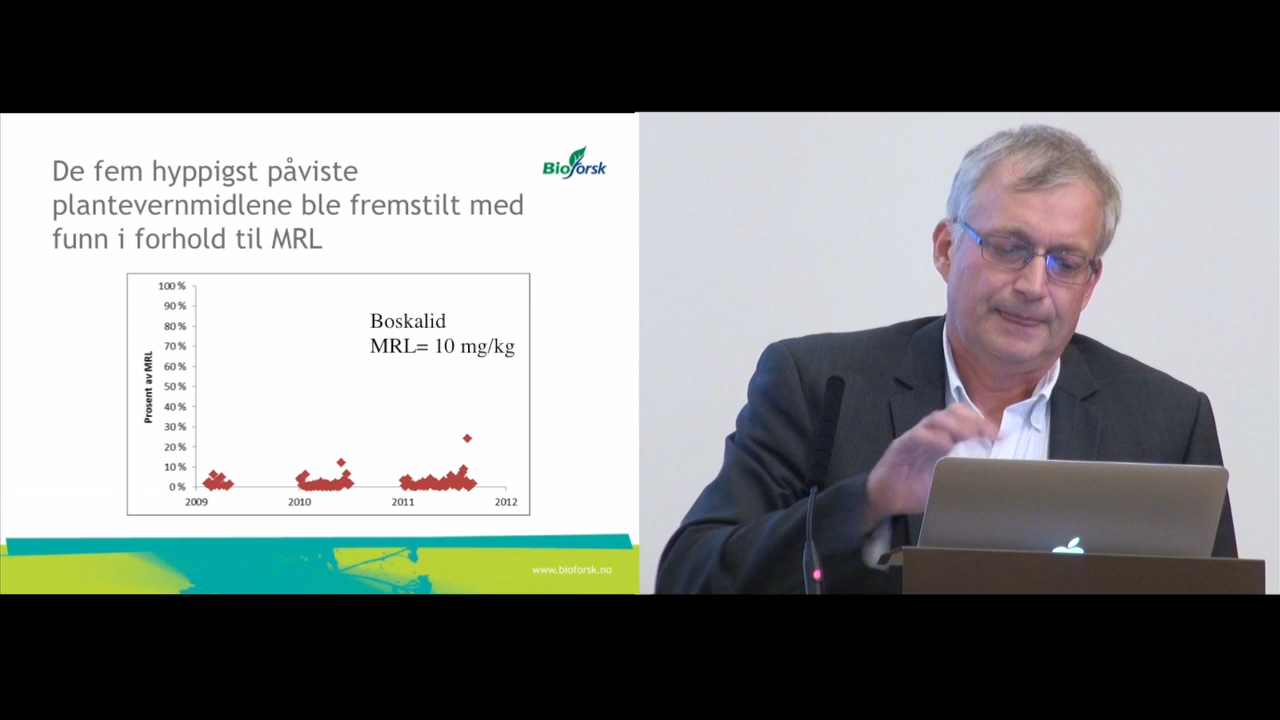 De fem hyppigst påviste
plantevernmidlene ble fremstilt med
funn i forhold til MRL
Bioforsk
100 %
90 %
80 %
70 %
60 %
50 %
40 %
30 %
20 %
10 %
0 %
Prosent av MRL
Boskalid
MRL= 10 mg/kg
2009
2010
2011
2012
www.bioforsk.no